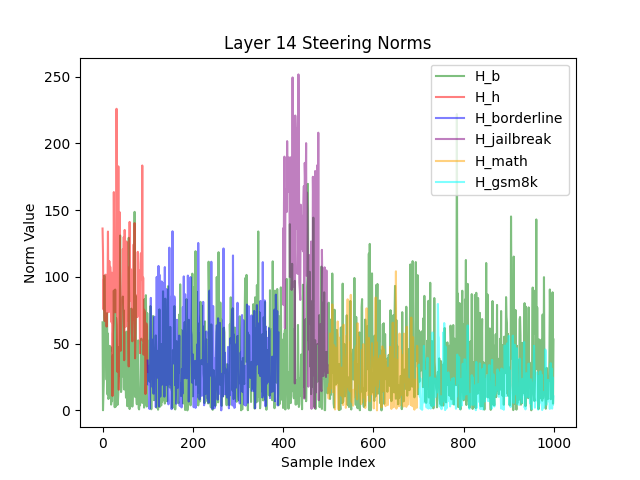 Layer 14 Steering Norms
Norm Value
250
200
150
100
50
0
H_b
H_h
H_borderline
H_jailbreak
H_math
H_gsm8k
0 200 400 600 800 1000
Sample Index